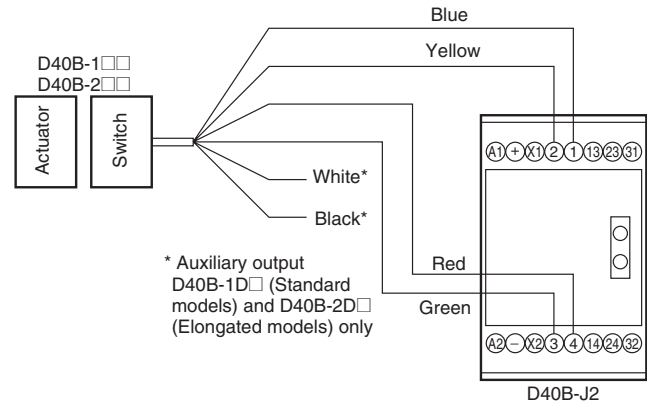 Blue
D40B-1□□
D40B-2□□
Yellow
Actuator
Switch
A1 + X1 2 1 13 23 31
White*
Black*
* Auxiliary output
D40B-1D□ (Standard
models) and D40B-2D□
(Elongated models) only
Red
Green
A2 − X2 3 4 14 24 32
D40B-J2